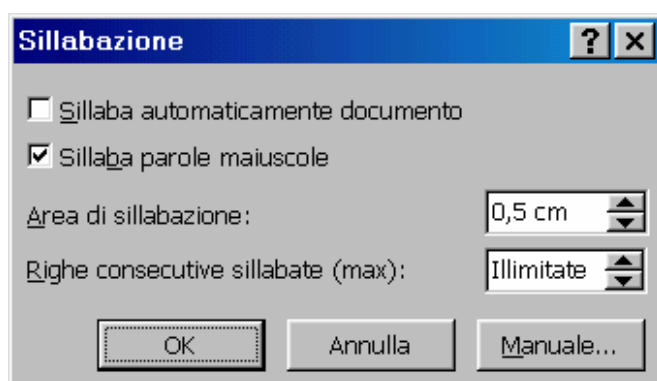 Sillabazione
Sillaba automaticamente documento
Sillaba parole maiuscole
Area di sillabazione: 0,5 cm
Righe consecutive sillabate (max): Illimitate
OK Annulla Manuale...